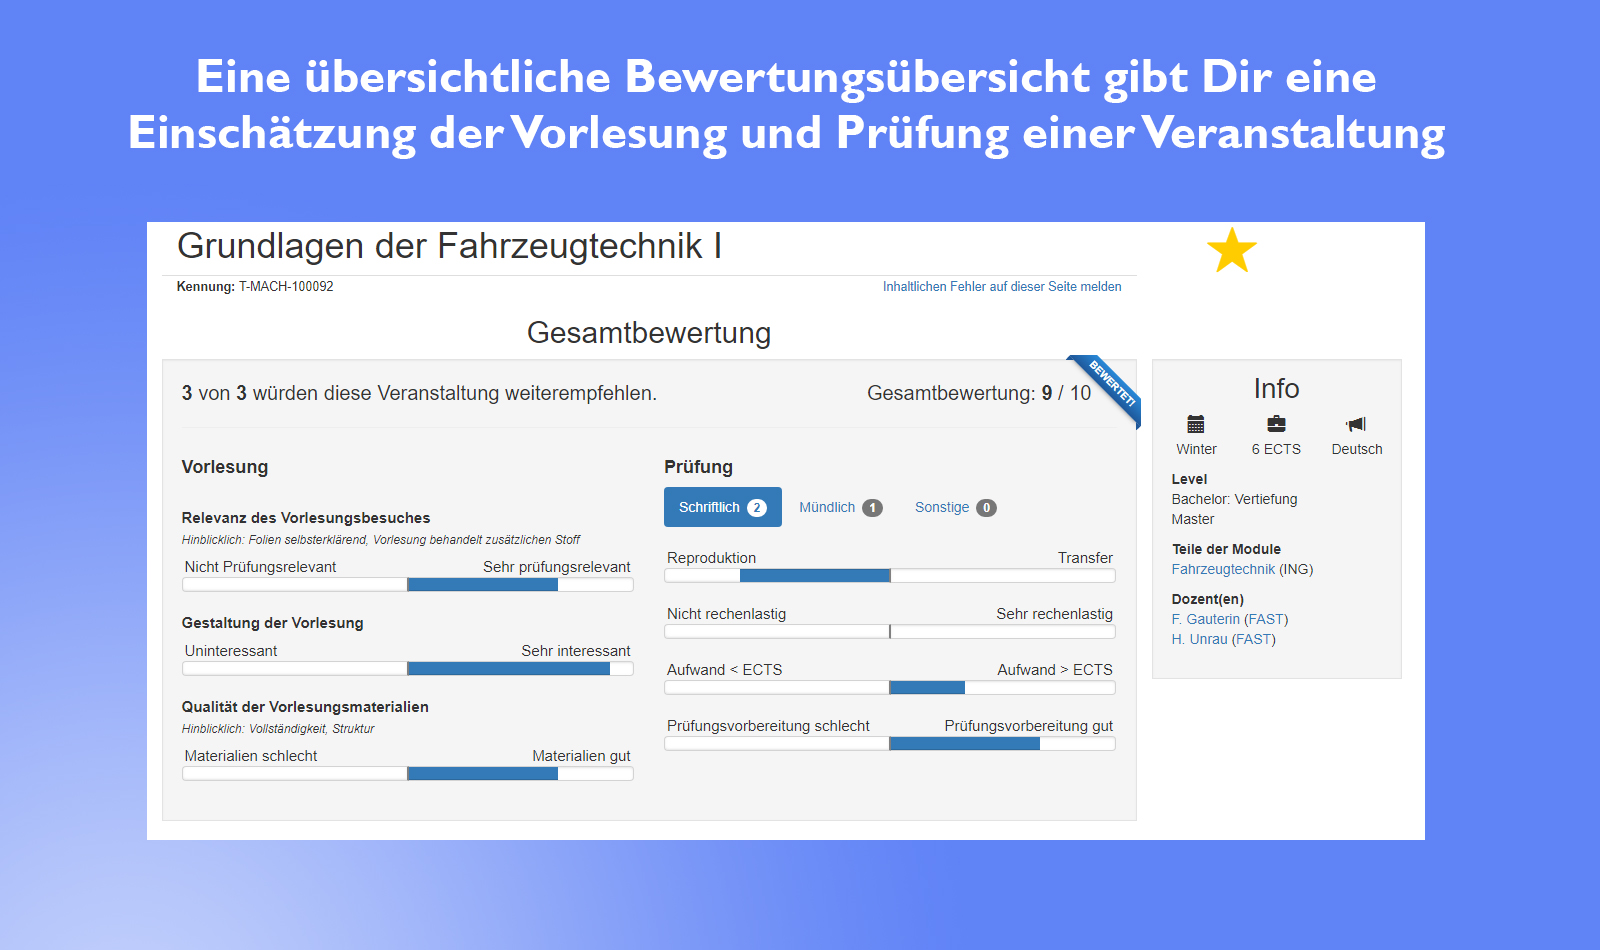 Eine übersichtliche Bewertungsübersicht gibt Dir eine
Einschätzung der Vorlesung und Prüfung einer Veranstaltung
Grundlagen der Fahrzeugtechnik I
Kennung: T-MACH-100092
Inhaltlichen Fehler auf dieser Seite melden
Gesamtbewertung
3 von 3 würden diese Veranstaltung weiterempfehlen.
Gesamtbewertung: 9 / 10
BEWERTET!
Vorlesung
Relevanz des Vorlesungsbesuches
Hinblicklich: Folien selbsterklärend, Vorlesung behandelt zusätzlichen Stoff
Nicht Prüfungsrelevant
Sehr prüfungsrelevant
Gestaltung der Vorlesung
Uninteressant
Sehr interessant
Qualität der Vorlesungsmaterialien
Hinblicklich: Vollständigkeit, Struktur
Materialien schlecht
Materialien gut
Prüfung
Schriftlich 2
Mündlich 1
Sonstige 0
Reproduktion
Transfer
Nicht rechenlastig
Sehr rechenlastig
Aufwand < ECTS
Aufwand > ECTS
Prüfungsvorbereitung schlecht
Prüfungsvorbereitung gut
Info
Winter
6 ECTS
Deutsch
Level
Bachelor: Vertiefung
Master
Teile der Module
Fahrzeugtechnik (ING)
Dozent(en)
F. Gauterin (FAST)
H. Unrau (FAST)